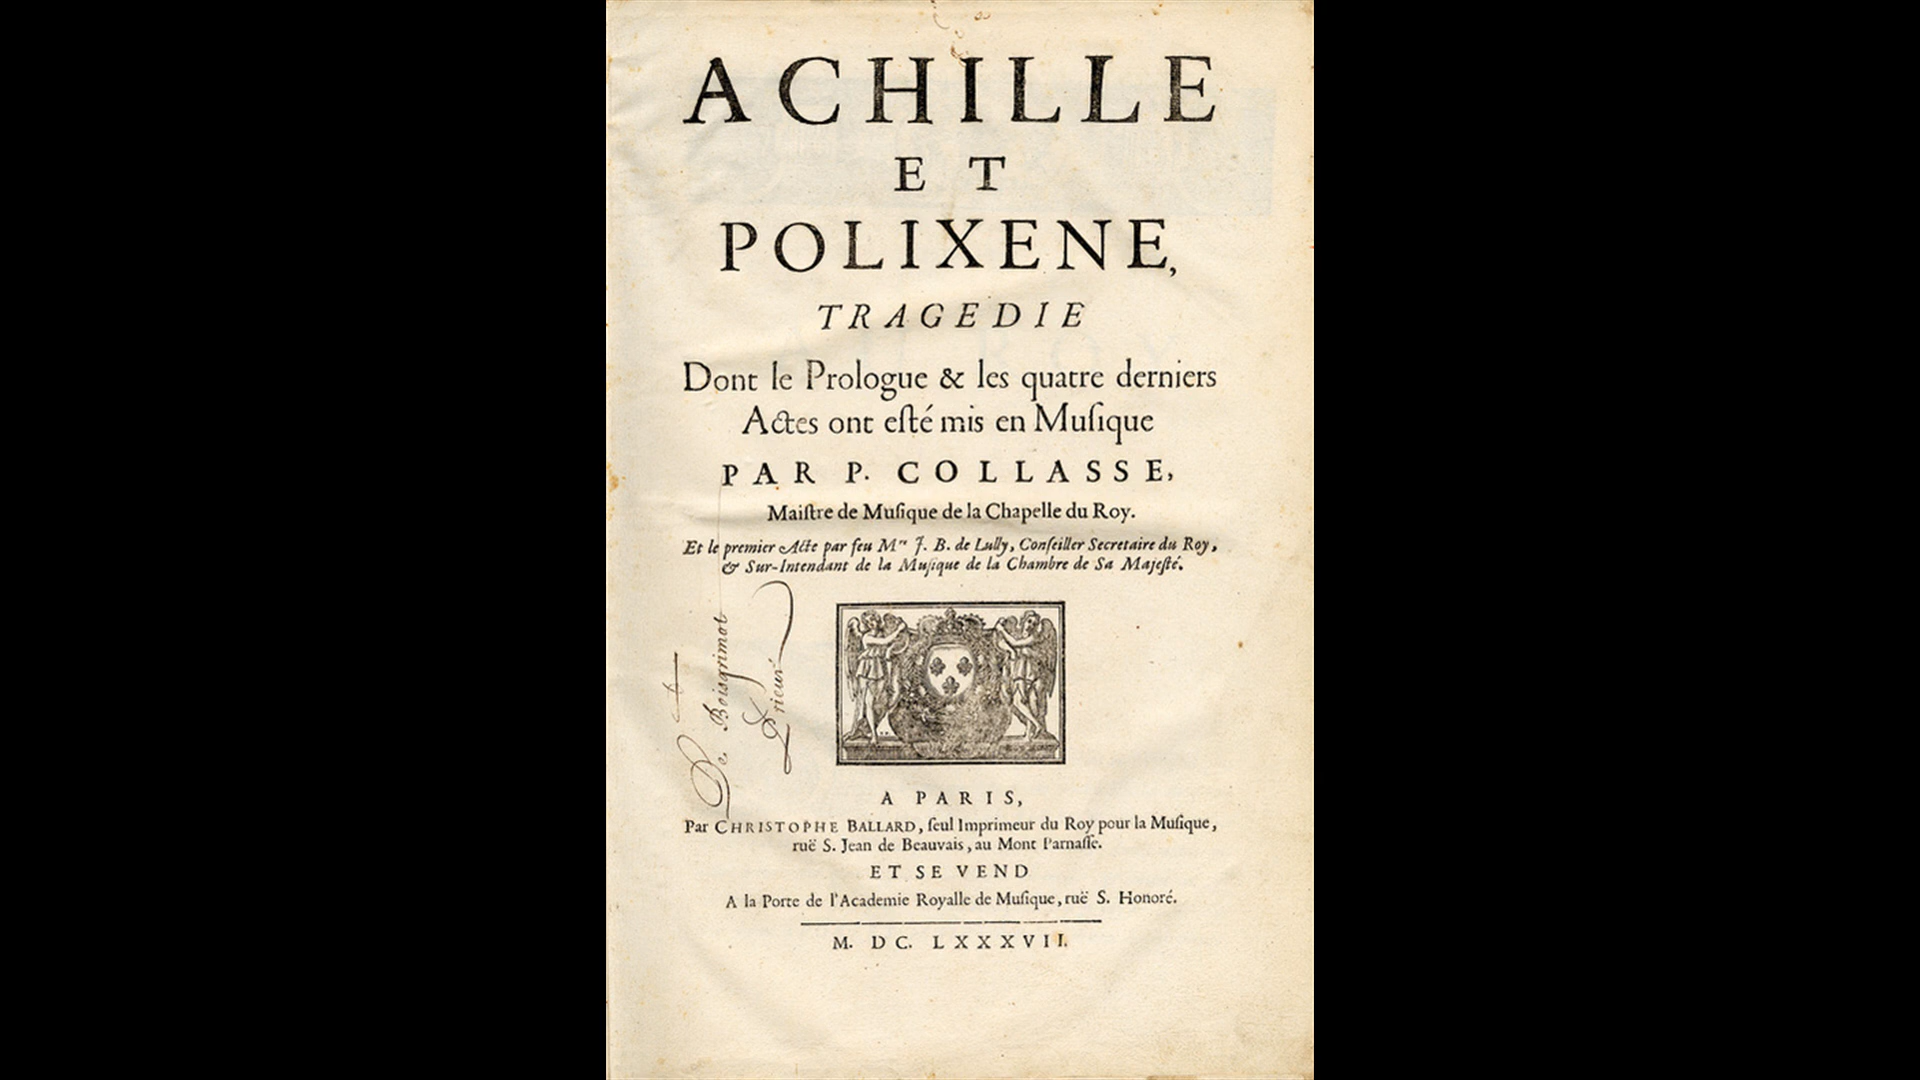 ACHILLE
ET
POLIXENE,
TRAGEDIE
Dont le Prologue & les quatre derniers
Actes ont eſté mis en Muſique
PAR P. COLLASSE,
Maiſtre de Muſique de la Chapelle du Roy.
Et le premier Acte par feu Mre J. B. de Lully, Conſeiller Secretaire du Roy,
& Sur-Intendant de la Muſique de la Chambre de Sa Majeſté.
De Boisgrimot
Prieur
A PARIS,
Par CHRISTOPHE BALLARD, ſeul Imprimeur du Roy pour la Muſique,
ruë S. Jean de Beauvais, au Mont Parnaſſe.
ET SE VEND
A la Porte de l'Academie Royalle de Muſique, ruë S. Honoré.
M. DC. LXXXVII.